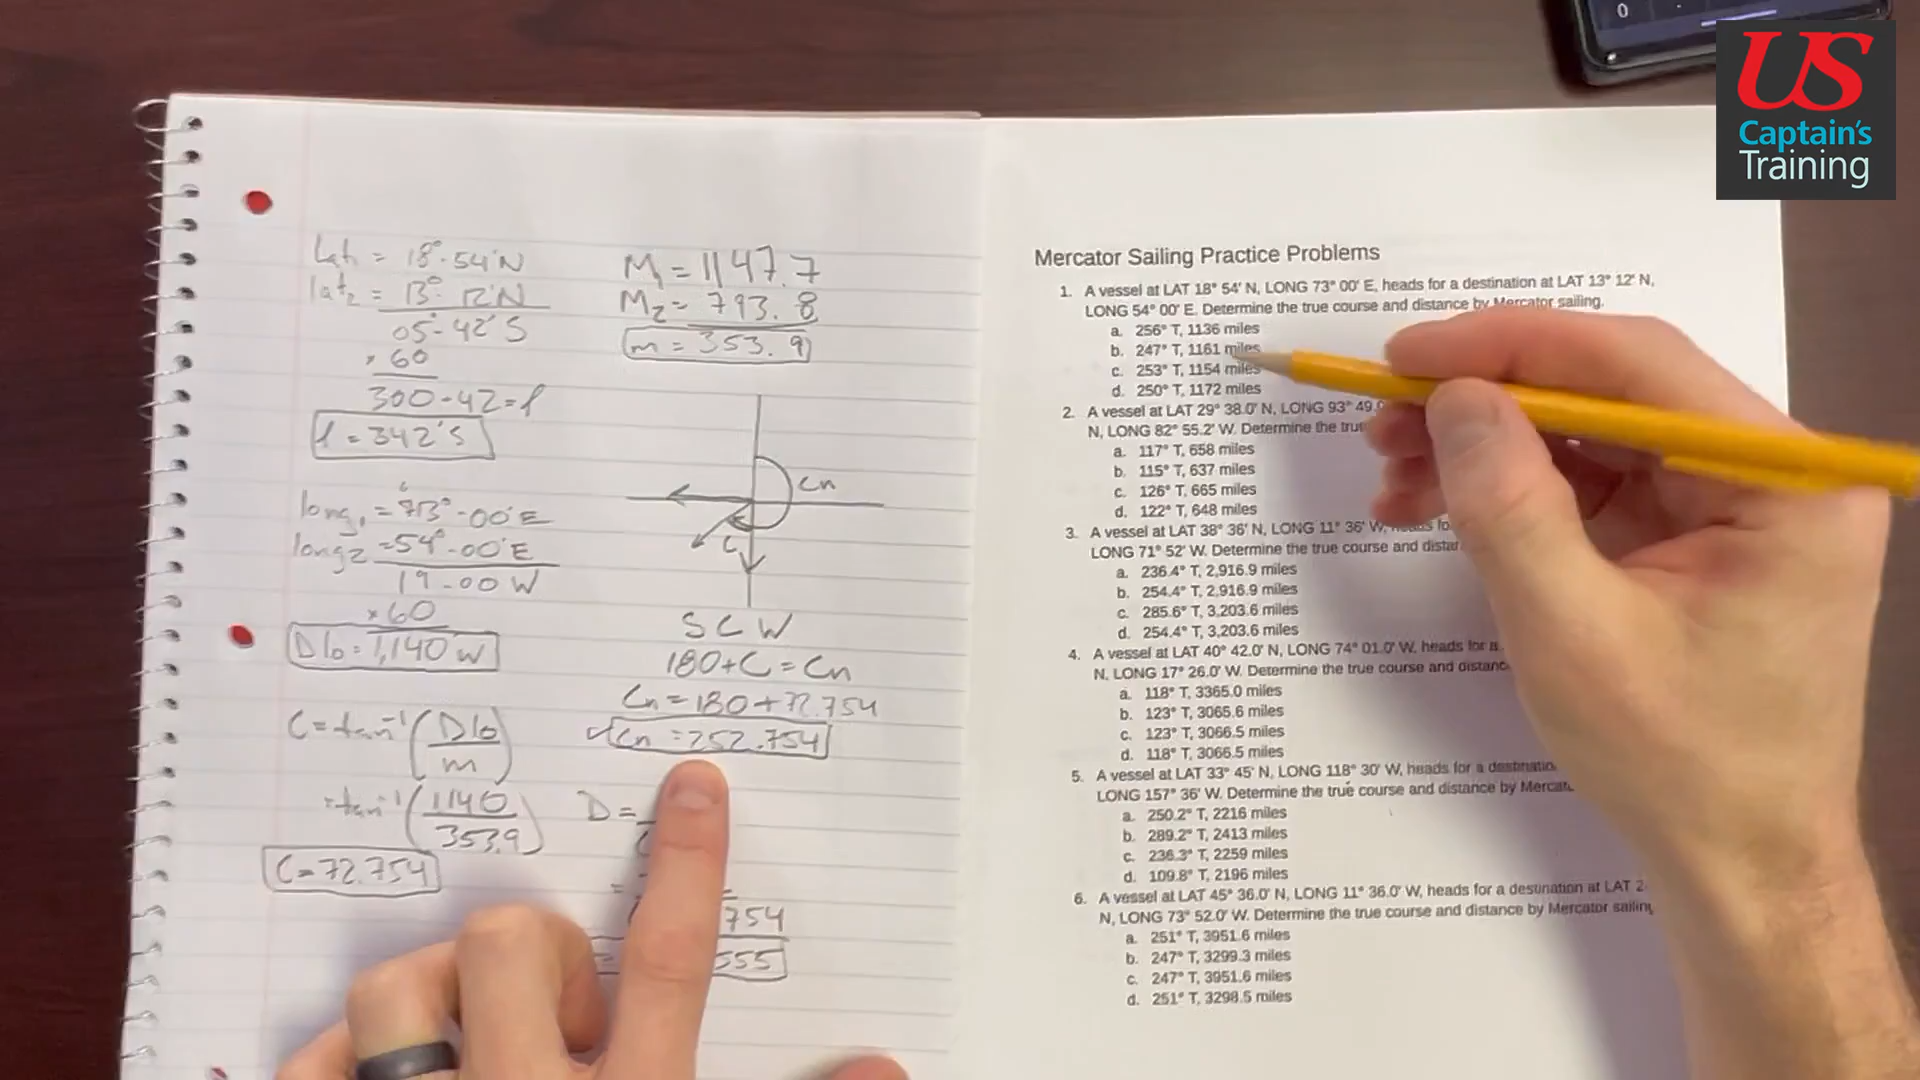 0
US
Captain's
Training
Lat₁ = 18°-54'N
lat₂ = 13°-12'N
05°-42'S
×60
300-42=l
l = 342'S
long₁ = 73°-00'E
long₂ = 54°-00'E
19-00 W
×60
Dlo = 1,140 W
C = tan⁻¹ (Dlo / m)
= tan⁻¹ (1140 / 353.9)
C = 72.754
M₁ = 1147.7
M₂ = 793.8
m = 353.9
Cn
C
S C W
180+C = Cn
Cn = 180+72.754
Cn = 252.754
D =
=
754
555
Mercator Sailing Practice Problems
1. A vessel at LAT 18° 54' N, LONG 73° 00' E, heads for a destination at LAT 13° 12' N,
LONG 54° 00' E. Determine the true course and distance by Mercator sailing.
a. 256° T, 1136 miles
b. 247° T, 1161 miles
c. 253° T, 1154 miles
d. 250° T, 1172 miles
2. A vessel at LAT 29° 38.0' N, LONG 93° 49.
N, LONG 82° 55.2' W. Determine the
a. 117° T, 658 miles
b. 115° T, 637 miles
c. 126° T, 665 miles
d. 122° T, 648 miles
3. A vessel at LAT 38° 36' N, LONG 11° 36' W, heads
LONG 71° 52' W. Determine the true course and
a. 236.4° T, 2,916.9 miles
b. 254.4° T, 2,916.9 miles
c. 285.6° T, 3,203.6 miles
d. 254.4° T, 3,203.6 miles
4. A vessel at LAT 40° 42.0' N, LONG 74° 01.0' W, heads for a
N, LONG 17° 26.0' W. Determine the true course and
a. 118° T, 3365.0 miles
b. 123° T, 3065.6 miles
c. 123° T, 3066.5 miles
d. 118° T, 3066.5 miles
5. A vessel at LAT 33° 45' N, LONG 118° 30' W, heads for a
LONG 157° 36' W. Determine the true course and distance by
a. 250.2° T, 2216 miles
b. 289.2° T, 2413 miles
c. 236.3° T, 2259 miles
d. 109.8° T, 2196 miles
6. A vessel at LAT 45° 36.0' N, LONG 11° 36.0' W, heads for a destination at LAT 2
N, LONG 73° 52.0' W. Determine the true course and distance by Mercator sailing
a. 251° T, 3951.6 miles
b. 247° T, 3299.3 miles
c. 247° T, 3951.6 miles
d. 251° T, 3298.5 miles